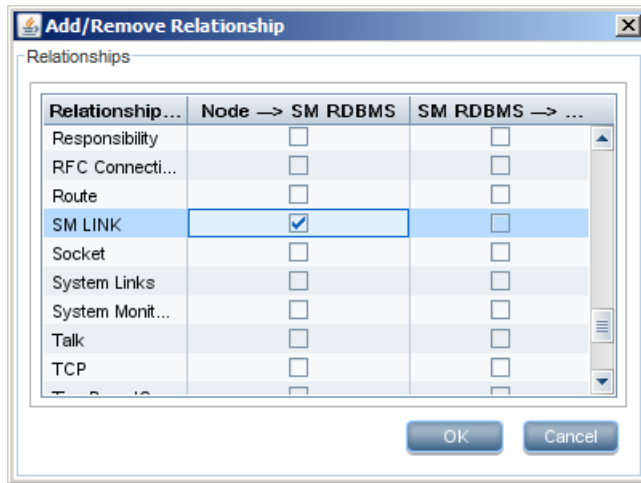 Add/Remove Relationship
Relationships
Relationship... Node —> SM RDBMS SM RDBMS —> ...
Responsibility
RFC Connecti...
Route
SM LINK
Socket
System Links
System Monit...
Talk
TCP
OK Cancel